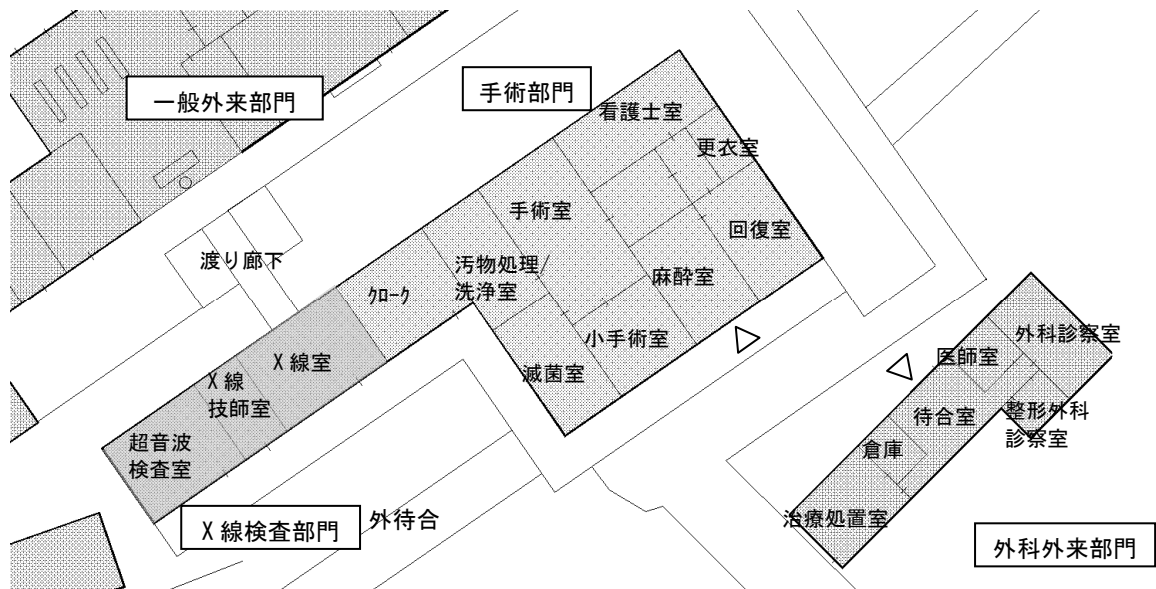 一般外来部門
手術部門
看護士室
更衣室
手術室
回復室
渡り廊下
汚物処理/
洗浄室
麻酔室
ｸﾛｰｸ
小手術室
X 線室
滅菌室
X 線
技師室
超音波
検査室
X 線検査部門
外待合
外科診察室
医師室
待合室
整形外科
診察室
倉庫
治療処置室
外科外来部門